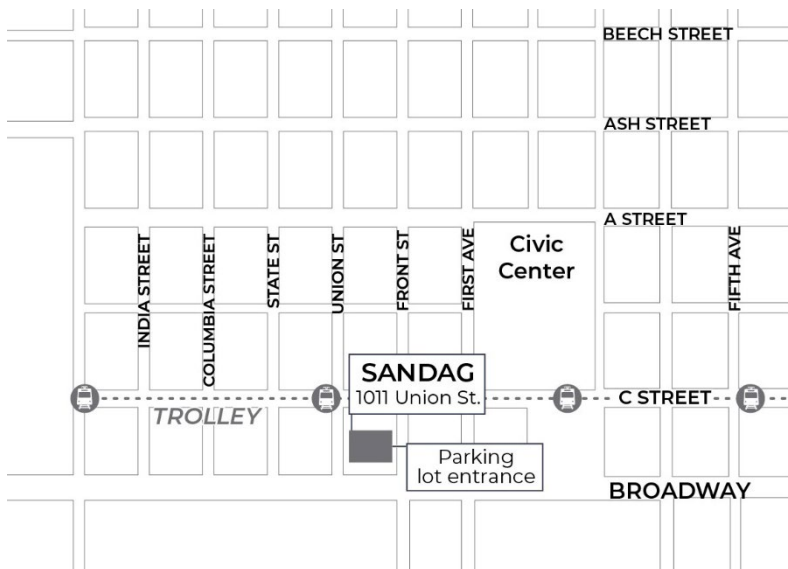 BEECH STREET
ASH STREET
A STREET
INDIA STREET
COLUMBIA STREET
STATE ST
UNION ST
FRONT ST
FIRST AVE
Civic
Center
FIFTH AVE
SANDAG
1011 Union St.
C STREET
TROLLEY
Parking
lot entrance
BROADWAY